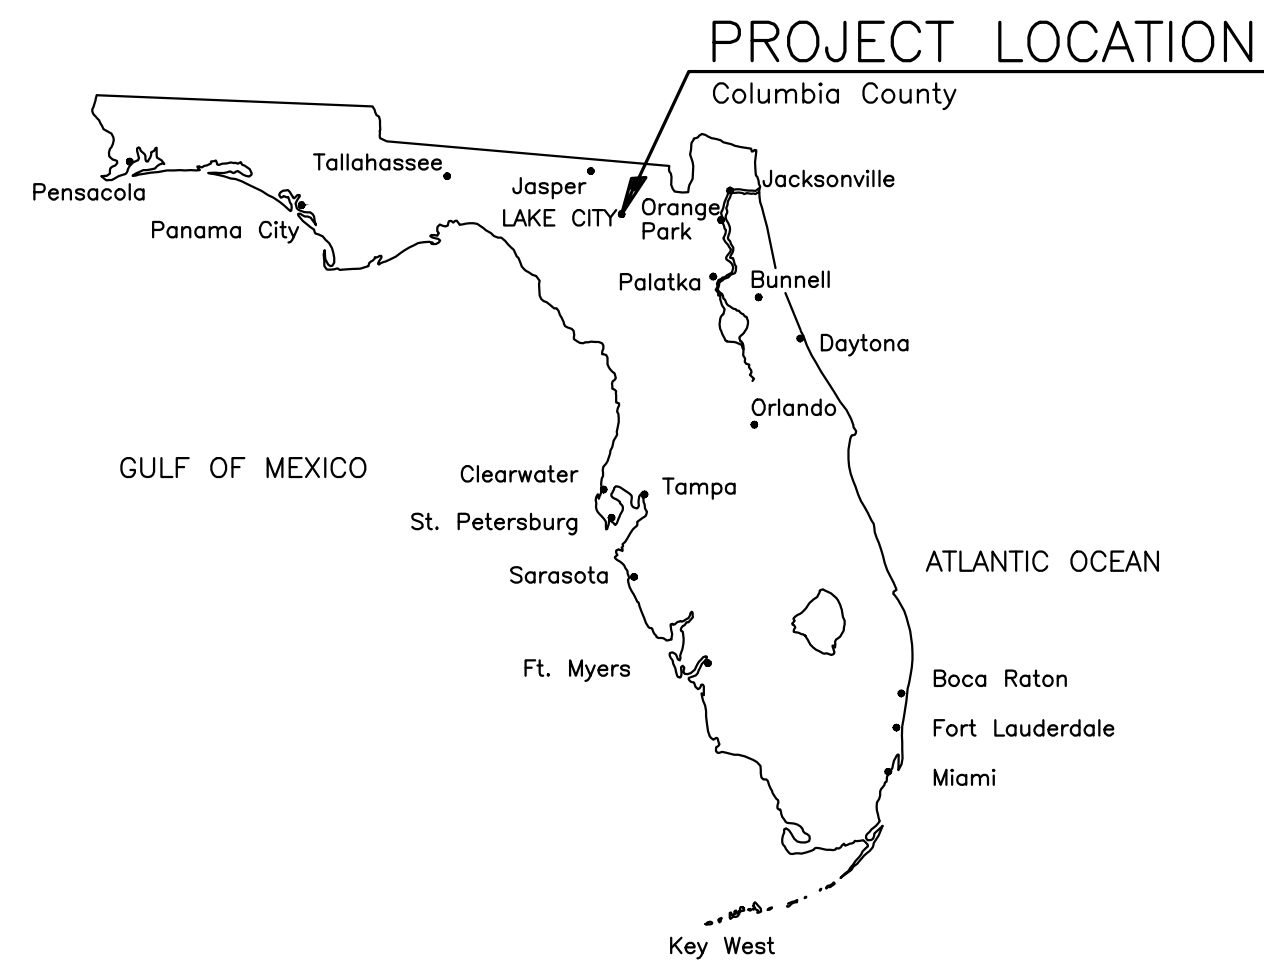 PROJECT LOCATION
Columbia County
Tallahassee
Jasper
Jacksonville
Pensacola
LAKE CITY
Orange
Park
Panama City
Palatka
Bunnell
Daytona
Orlando
GULF OF MEXICO
Clearwater
Tampa
St. Petersburg
ATLANTIC OCEAN
Sarasota
Ft. Myers
Boca Raton
Fort Lauderdale
Miami
Key West